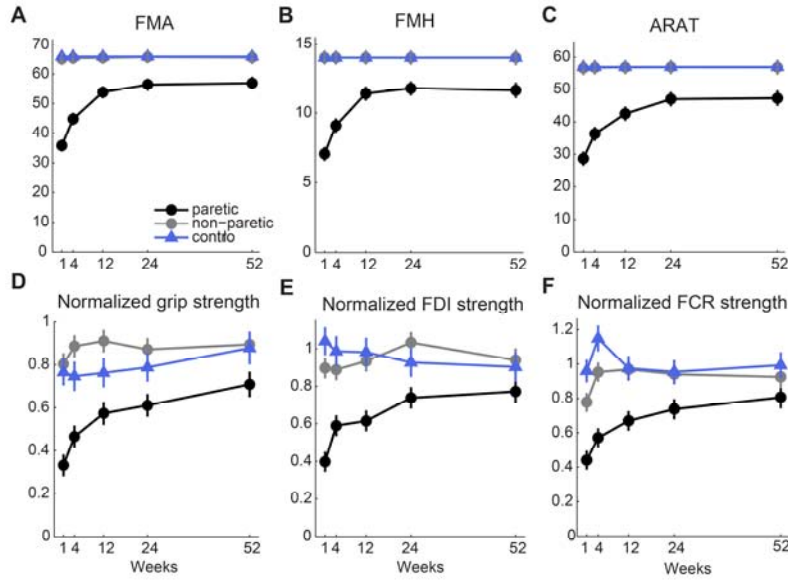 A FMA
B FMH
C ARAT
70
60
50
40
30
20
10
0
1 4 12 24 52
paretic
non-paretic
contro
15
10
5
0
1 4 12 24 52
60
50
40
30
20
10
0
1 4 12 24 52
D Normalized grip strength
E Normalized FDI strength
F Normalized FCR strength
1
0.8
0.6
0.4
0.2
0
1 4 12 24 52
Weeks
1
0.8
0.6
0.4
0.2
0
1 4 12 24 52
Weeks
1.2
1
0.8
0.6
0.4
0.2
0
1 4 12 24 52
Weeks